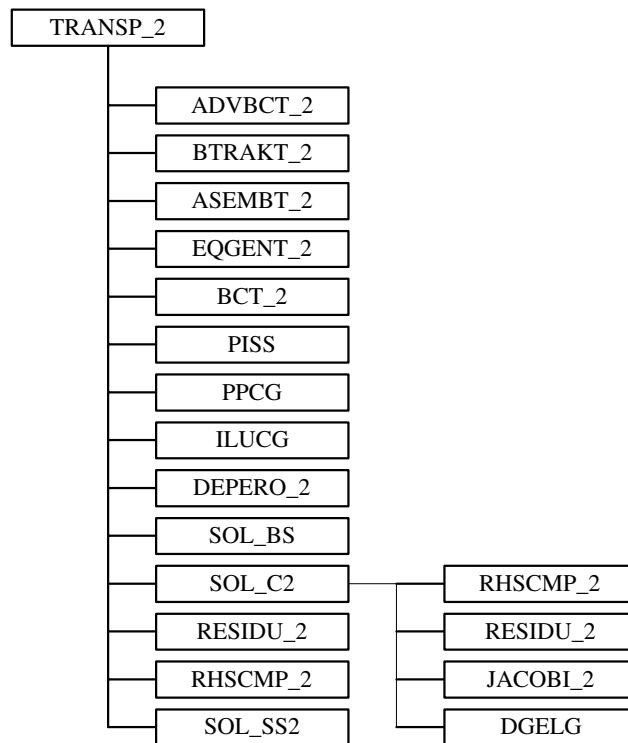 TRANSP_2
ADVBCT_2
BTRAKT_2
ASEMBT_2
EQGENT_2
BCT_2
PISS
PPCG
ILUCG
DEPERO_2
SOL_BS
SOL_C2
RHSCMP_2
RESIDU_2
RESIDU_2
RHSCMP_2
JACOBI_2
SOL_SS2
DGELG